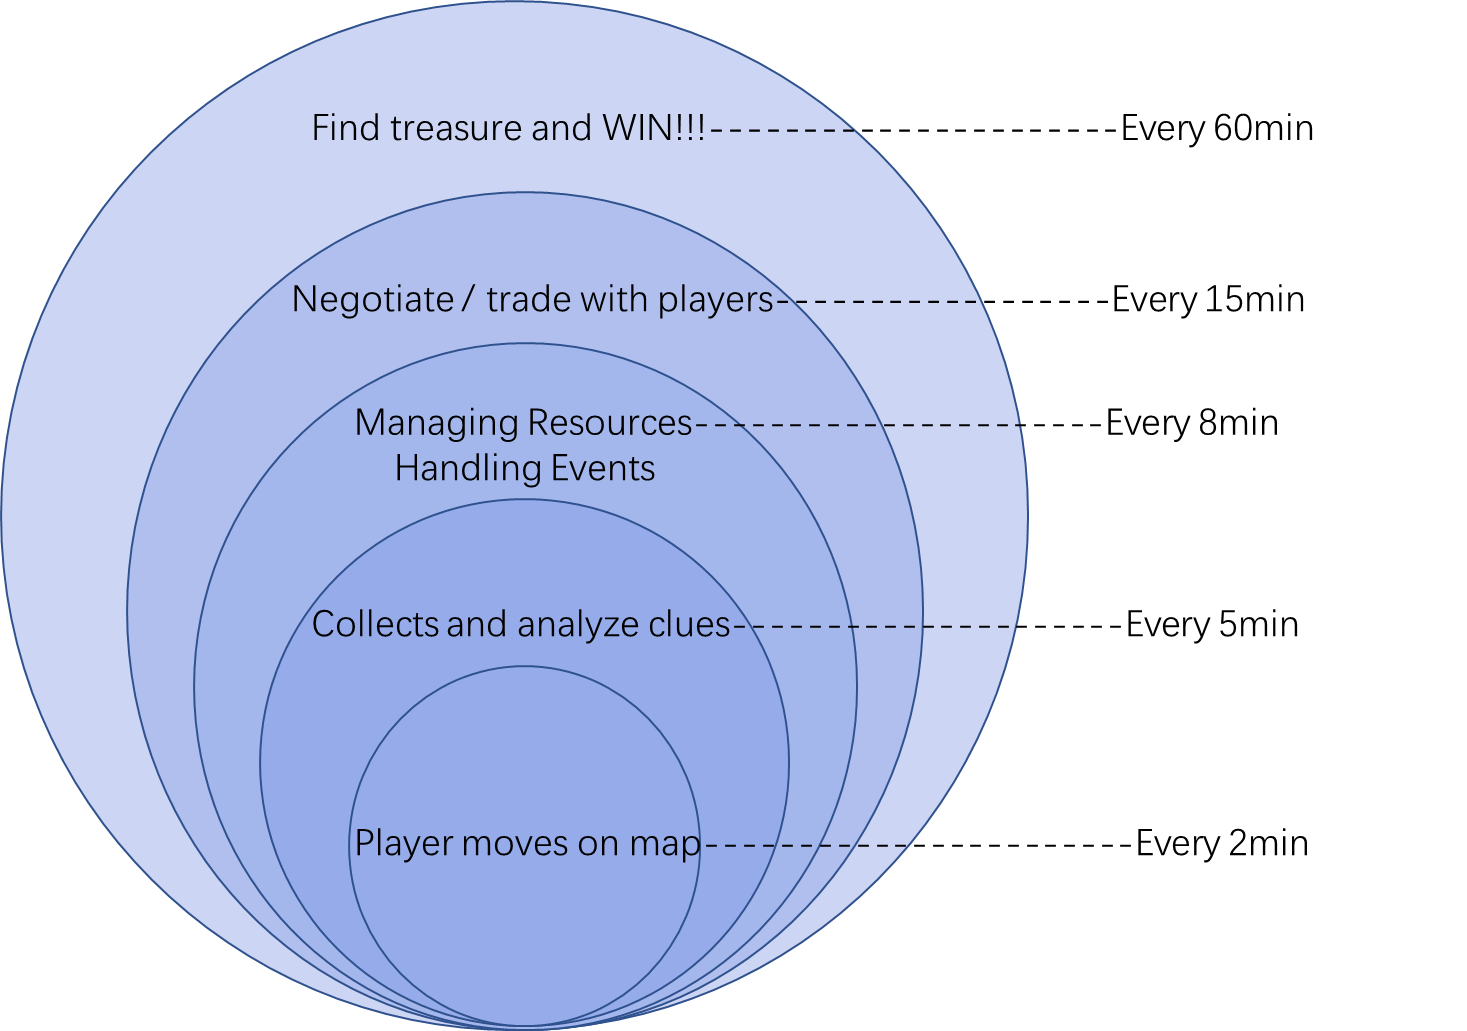 Find treasure and WIN!!! Every 60min
Negotiate / trade with players Every 15min
Managing Resources Every 8min
Handling Events
Collects and analyze clues Every 5min
Player moves on map Every 2min